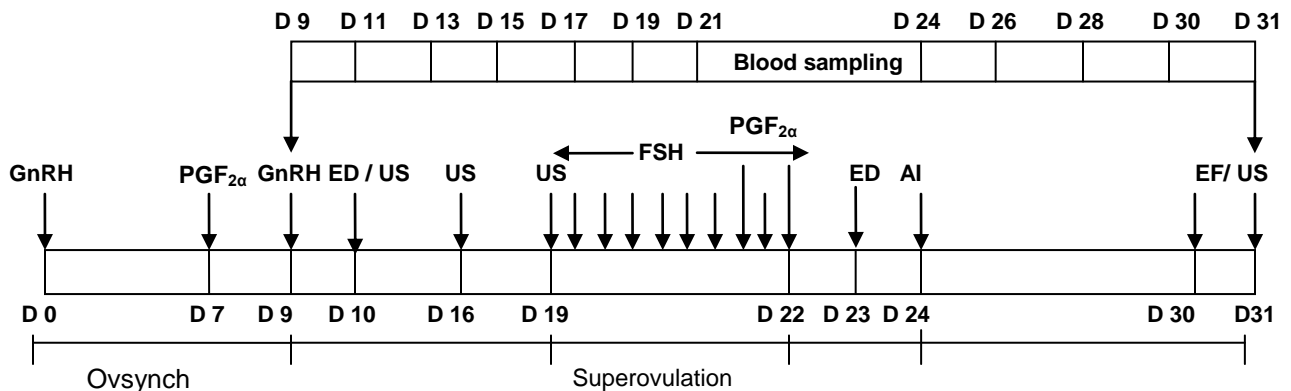 D 9 D 11 D 13 D 15 D 17 D 19 D 21 D 24 D 26 D 28 D 30 D 31
Blood sampling
PGF2α
FSH
GnRH PGF2α GnRH ED / US US US ED AI EF/ US
D 0 D 7 D 9 D 10 D 16 D 19 D 22 D 23 D 24 D 30 D31
Ovsynch Superovulation